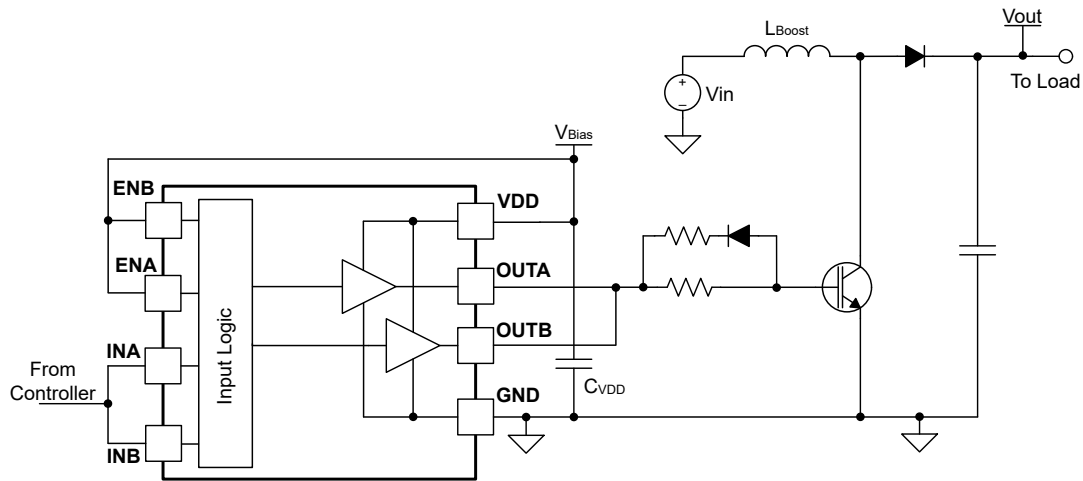 Vout
LBoost
To Load
+
Vin
−
VBias
ENB
VDD
ENA
OUTA
Input Logic
OUTB
INA
From
Controller
CVDD
GND
INB